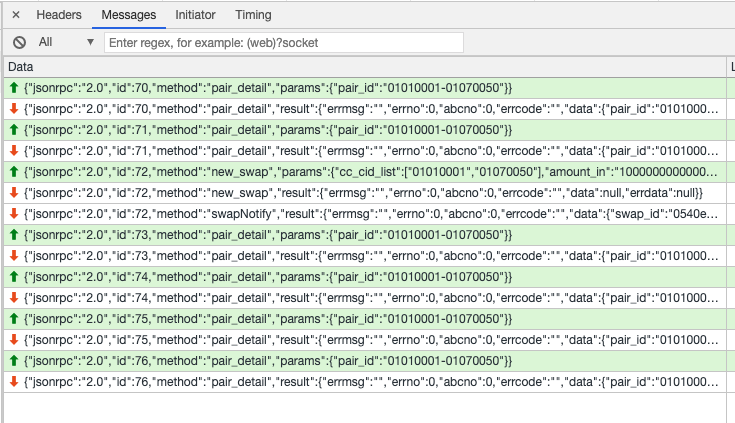 × Headers Messages Initiator Timing
All ▼ Enter regex, for example: (web)?socket
Data L
{"jsonrpc":"2.0","id":70,"method":"pair_detail","params":{"pair_id":"01010001-01070050"}}
{"jsonrpc":"2.0","id":70,"method":"pair_detail","result":{"errmsg":"","errno":0,"abcno":0,"errcode":"","data":{"pair_id":"0101000…
{"jsonrpc":"2.0","id":71,"method":"pair_detail","params":{"pair_id":"01010001-01070050"}}
{"jsonrpc":"2.0","id":71,"method":"pair_detail","result":{"errmsg":"","errno":0,"abcno":0,"errcode":"","data":{"pair_id":"0101000…
{"jsonrpc":"2.0","id":72,"method":"new_swap","params":{"cc_cid_list":["01010001","01070050"],"amount_in":"1000000000000…
{"jsonrpc":"2.0","id":72,"method":"new_swap","result":{"errmsg":"","errno":0,"abcno":0,"errcode":"","data":null,"errdata":null}}
{"jsonrpc":"2.0","id":72,"method":"swapNotify","result":{"errmsg":"","errno":0,"abcno":0,"errcode":"","data":{"swap_id":"0540e…
{"jsonrpc":"2.0","id":73,"method":"pair_detail","params":{"pair_id":"01010001-01070050"}}
{"jsonrpc":"2.0","id":73,"method":"pair_detail","result":{"errmsg":"","errno":0,"abcno":0,"errcode":"","data":{"pair_id":"0101000…
{"jsonrpc":"2.0","id":74,"method":"pair_detail","params":{"pair_id":"01010001-01070050"}}
{"jsonrpc":"2.0","id":74,"method":"pair_detail","result":{"errmsg":"","errno":0,"abcno":0,"errcode":"","data":{"pair_id":"0101000…
{"jsonrpc":"2.0","id":75,"method":"pair_detail","params":{"pair_id":"01010001-01070050"}}
{"jsonrpc":"2.0","id":75,"method":"pair_detail","result":{"errmsg":"","errno":0,"abcno":0,"errcode":"","data":{"pair_id":"0101000…
{"jsonrpc":"2.0","id":76,"method":"pair_detail","params":{"pair_id":"01010001-01070050"}}
{"jsonrpc":"2.0","id":76,"method":"pair_detail","result":{"errmsg":"","errno":0,"abcno":0,"errcode":"","data":{"pair_id":"0101000…